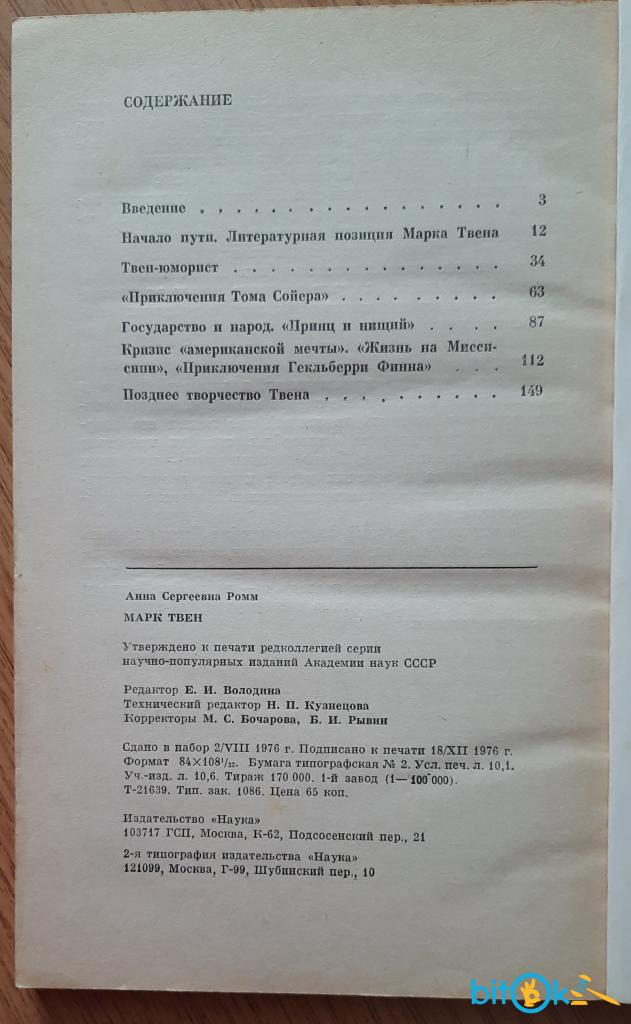 СОДЕРЖАНИЕ
Введение . . . . . . . . . . . . . . . . . . . . 3
Начало пути. Литературная позиция Марка Твена 12
Твен-юморист . . . . . . . . . . . . . . . . . . 34
«Приключения Тома Сойера» . . . . . . . . . 63
Государство и народ. «Принц и нищий» . . . . 87
Кризис «американской мечты». «Жизнь на Мисси-
сипи», «Приключения Гекльберри Финна» . . . 112
Позднее творчество Твена . . . . . . . . . . . 149
Анна Сергеевна Ромм
МАРК ТВЕН
Утверждено к печати редколлегией серии
научно-популярных изданий Академии наук СССР
Редактор Е. И. Володина
Технический редактор Н. П. Кузнецова
Корректоры М. С. Бочарова, Б. И. Рывин
Сдано в набор 2/VIII 1976 г. Подписано к печати 18/XII 1976 г.
Формат 84×108¹/₃₂. Бумага типографская № 2. Усл. печ. л. 10,1.
Уч.-изд. л. 10,6. Тираж 170 000. 1-й завод (1—100 000).
Т-21639. Тип. зак. 1086. Цена 65 коп.
Издательство «Наука»
103717 ГСП, Москва, К-62, Подсосенский пер., 21
2-я типография издательства «Наука»
121099, Москва, Г-99, Шубинский пер., 10
bitok